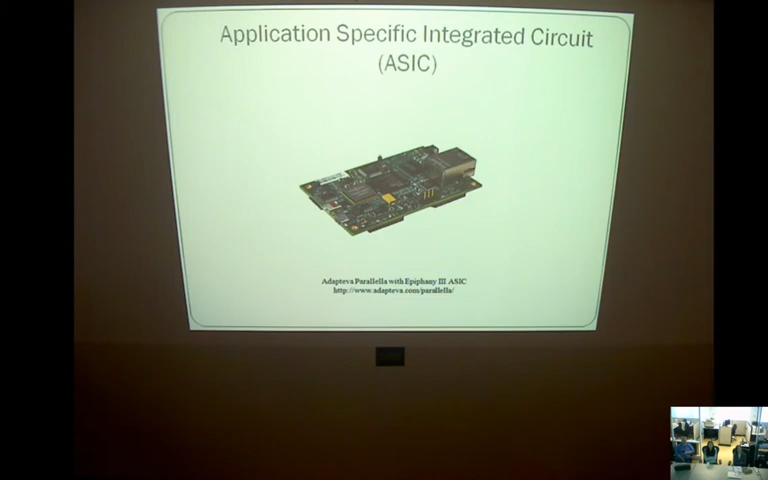 Application Specific Integrated Circuit
(ASIC)
Adapteva Parallella with Epiphany III ASIC
http://www.adapteva.com/parallella/